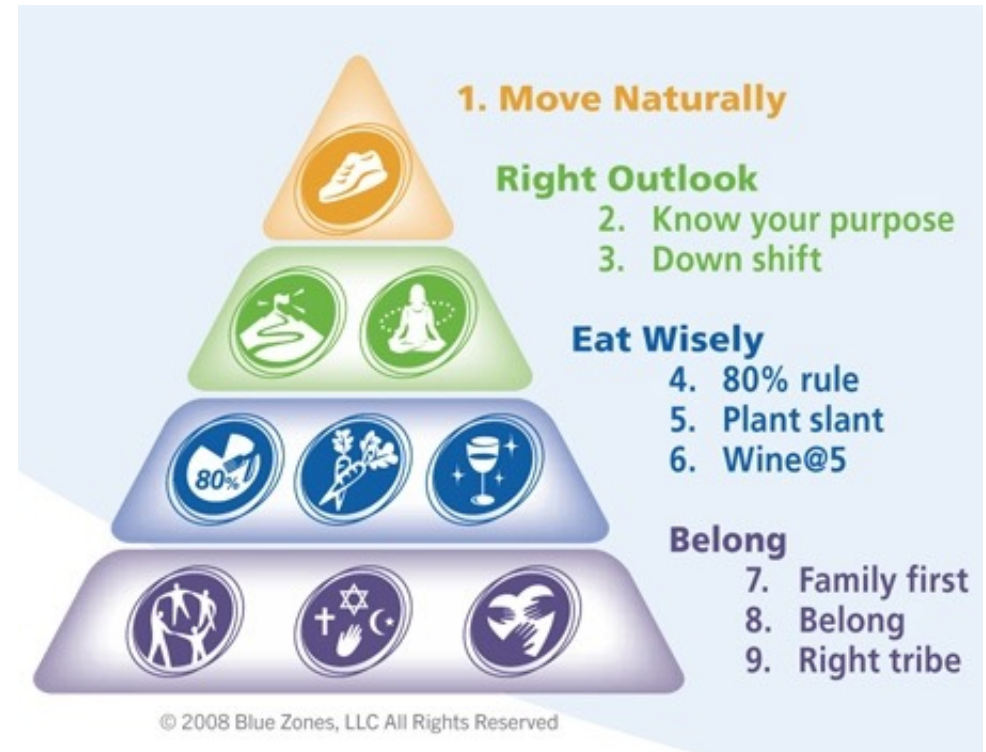 1. Move Naturally
Right Outlook
2. Know your purpose
3. Down shift
Eat Wisely
4. 80% rule
5. Plant slant
6. Wine@5
80%
Belong
7. Family first
8. Belong
9. Right tribe
© 2008 Blue Zones, LLC All Rights Reserved